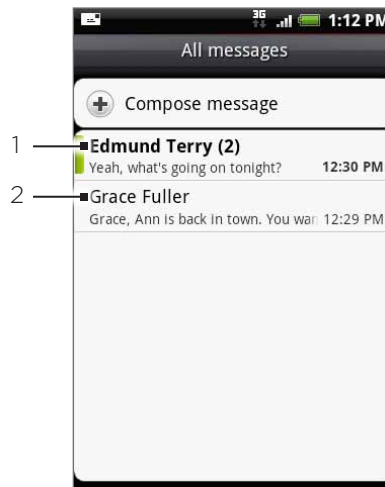 3G 1:12 PM
All messages
Compose message
1 Edmund Terry (2)
Yeah, what's going on tonight? 12:30 PM
2 Grace Fuller
Grace, Ann is back in town. You wan 12:29 PM